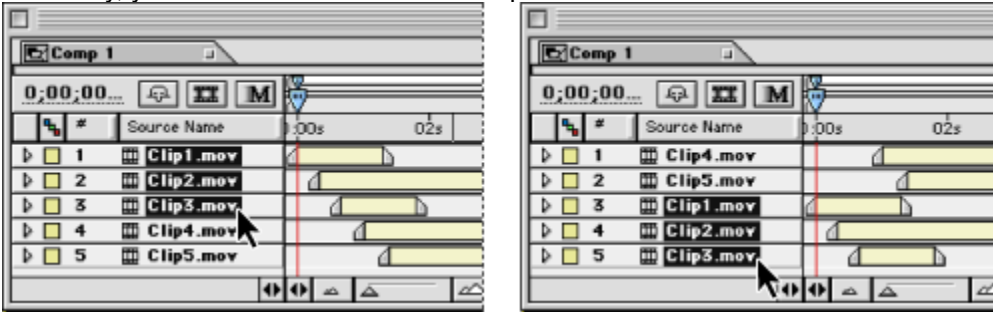 Comp 1
0;00;00... M
# Source Name :00s 02s
1 Clip1.mov
2 Clip2.mov
3 Clip3.mov
4 Clip4.mov
5 Clip5.mov
Comp 1
0;00;00... M
# Source Name :00s 02s
1 Clip4.mov
2 Clip5.mov
3 Clip1.mov
4 Clip2.mov
5 Clip3.mov